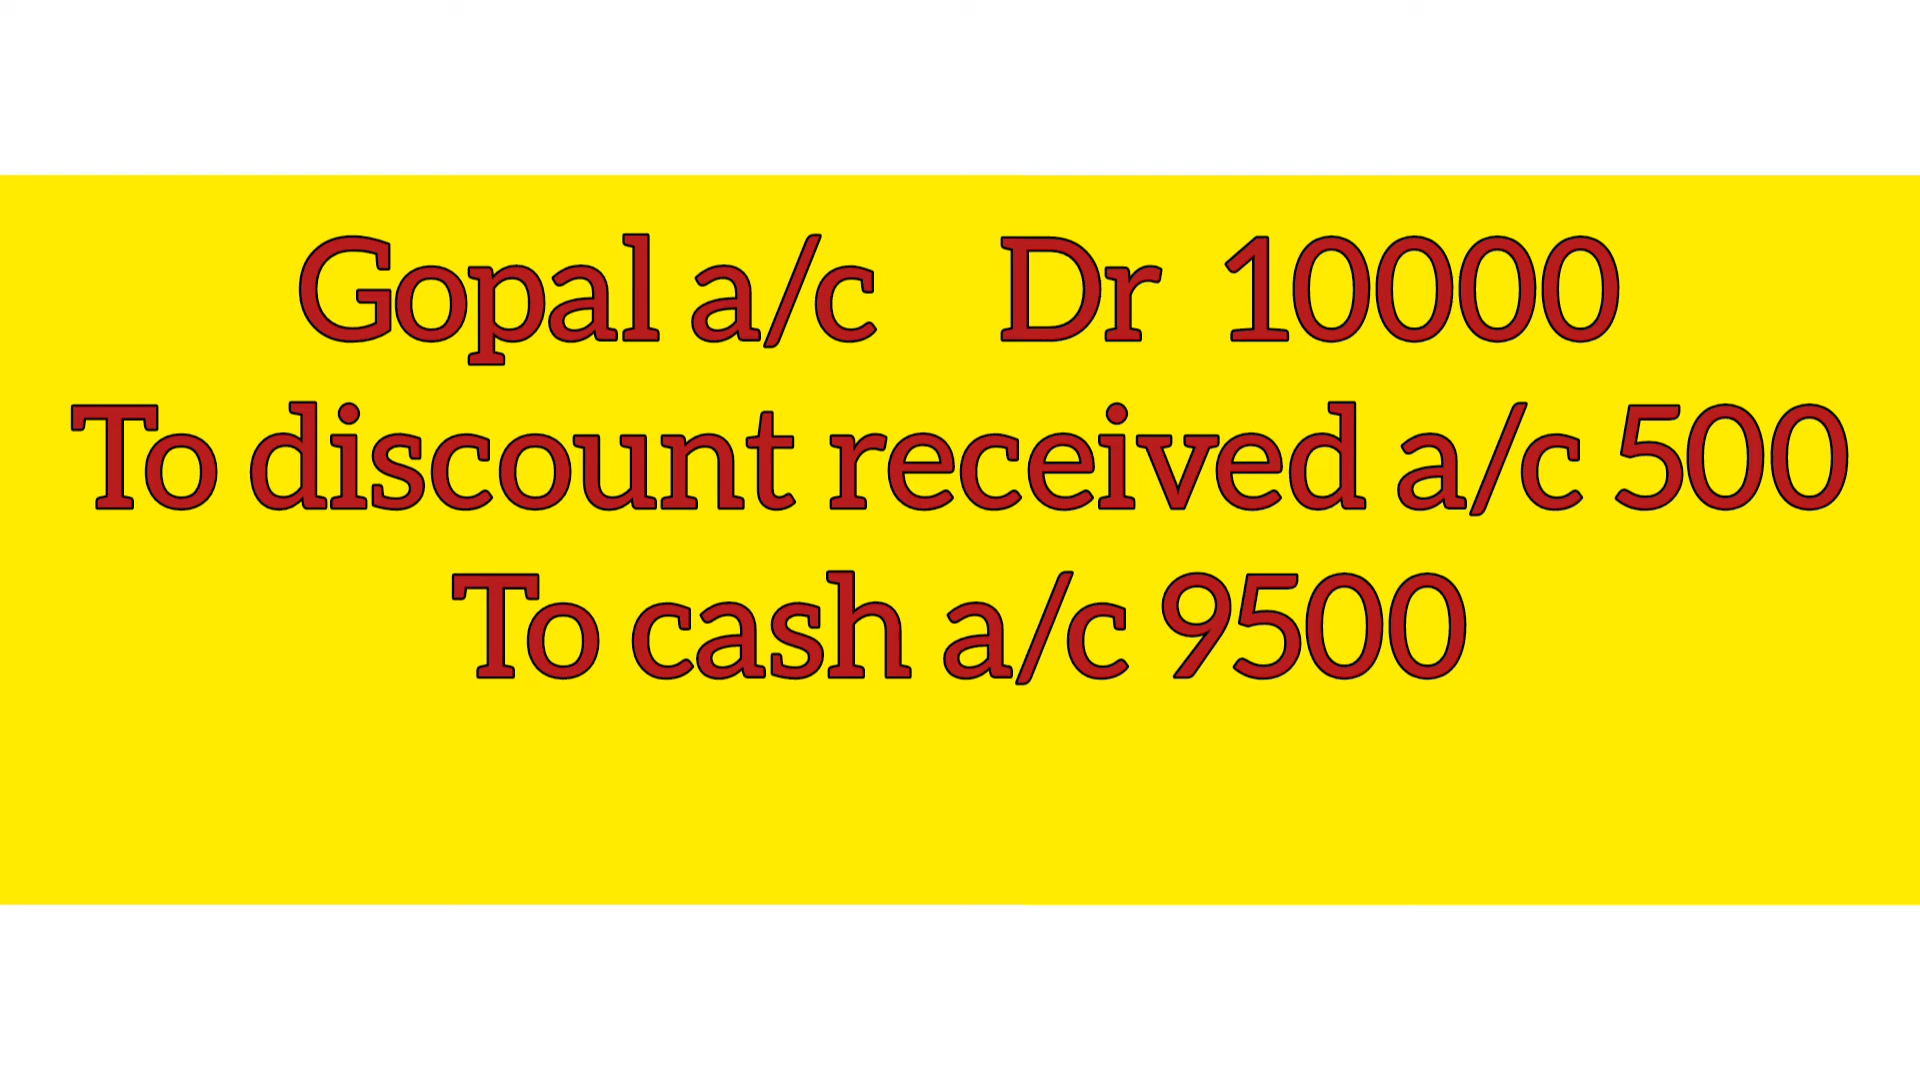 Gopal a/c Dr 10000
To discount received a/c 500
To cash a/c 9500